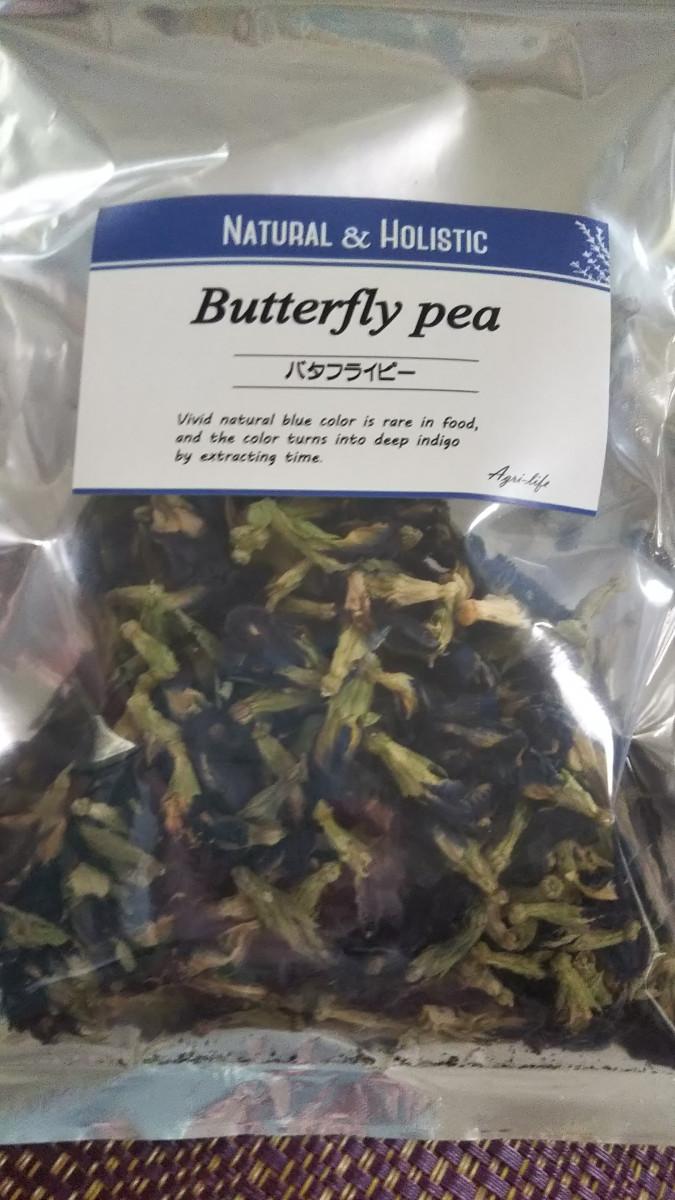 NATURAL & HOLISTIC
Butterfly pea
バタフライピー
Vivid natural blue color is rare in food,
and the color turns into deep indigo
by extracting time.
Agri-life